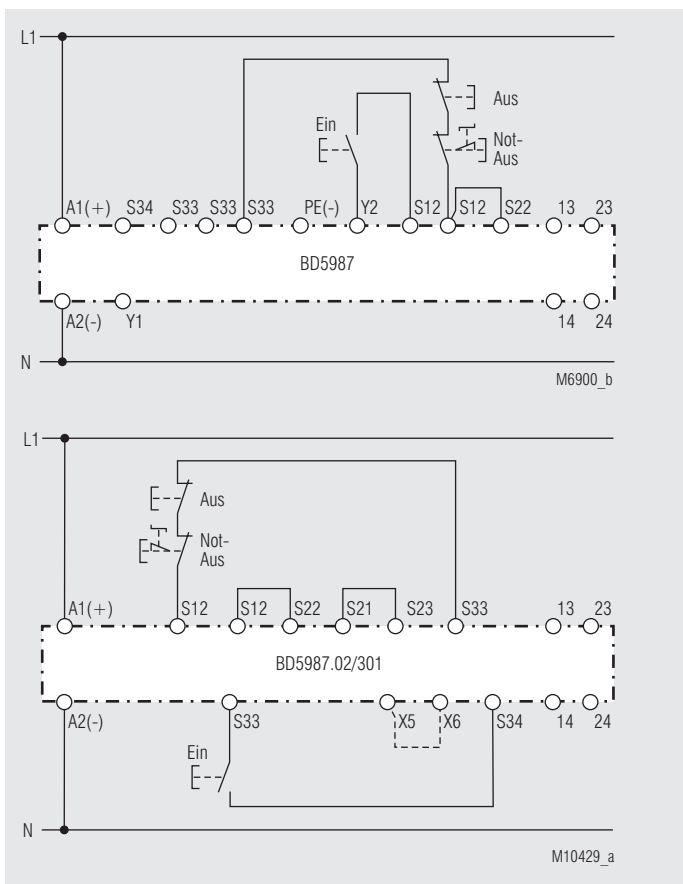 L1
Aus
Ein
Not-
Aus
A1(+) S34 S33 S33 S33 PE(-) Y2 S12 S12 S22 13 23
BD5987
A2(-) Y1 14 24
N
M6900_b
L1
Aus
Not-
Aus
A1(+) S12 S12 S22 S21 S23 S33 13 23
BD5987.02/301
A2(-) S33 X5 X6 S34 14 24
Ein
N
M10429_a